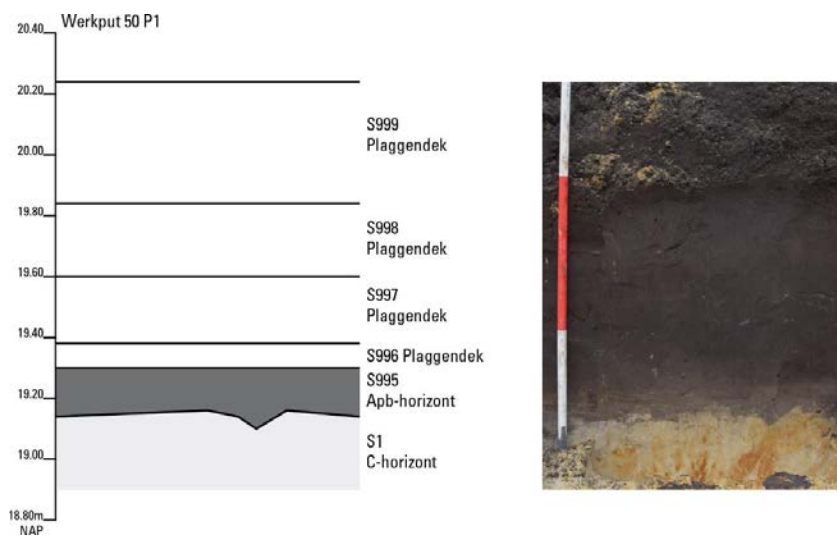 Werkput 50 P1
20.40
20.20
20.00
19.80
19.60
19.40
19.20
19.00
18.80m
NAP
S999
Plaggendek
S998
Plaggendek
S997
Plaggendek
S996 Plaggendek
S995
Apb-horizont
S1
C-horizont